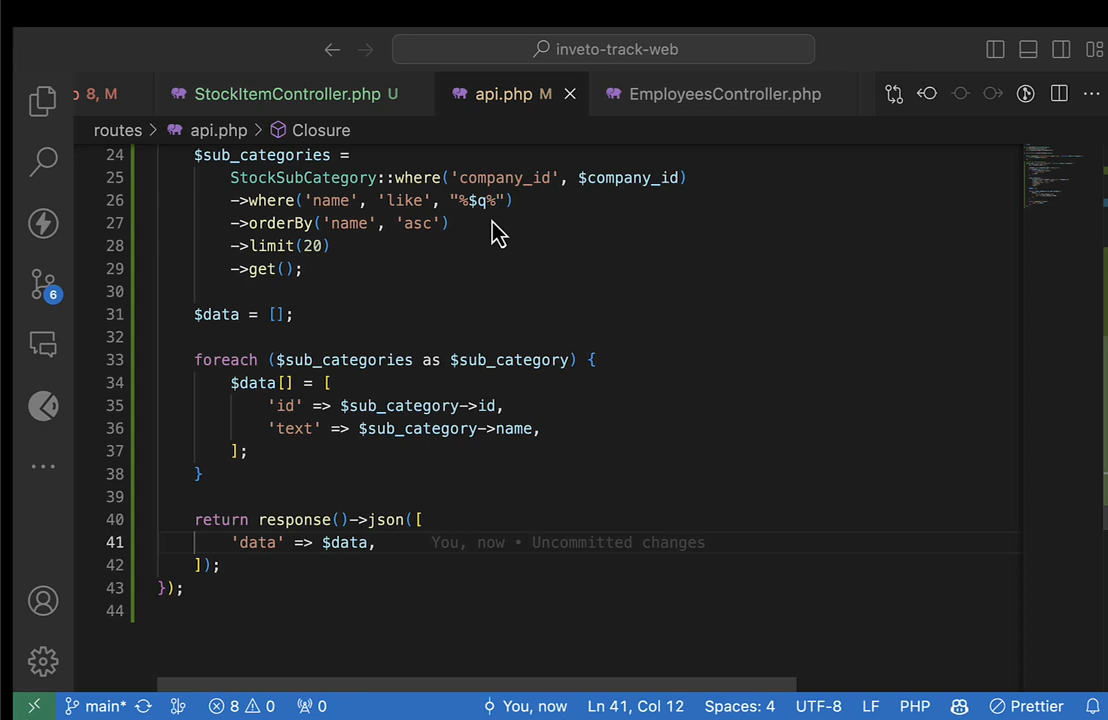 inveto-track-web
p 8, M
StockItemController.php U
api.php M
EmployeesController.php
routes > api.php > Closure
24 $sub_categories =
25 StockSubCategory::where('company_id', $company_id)
26 ->where('name', 'like', "%$q%")
27 ->orderBy('name', 'asc')
28 ->limit(20)
29 ->get();
30
31 $data = [];
32
33 foreach ($sub_categories as $sub_category) {
34 $data[] = [
35 'id' => $sub_category->id,
36 'text' => $sub_category->name,
37 ];
38 }
39
40 return response()->json([
41 'data' => $data, You, now • Uncommitted changes
42 ]);
43 });
44
6
main* 8 0 0 You, now Ln 41, Col 12 Spaces: 4 UTF-8 LF PHP Prettier